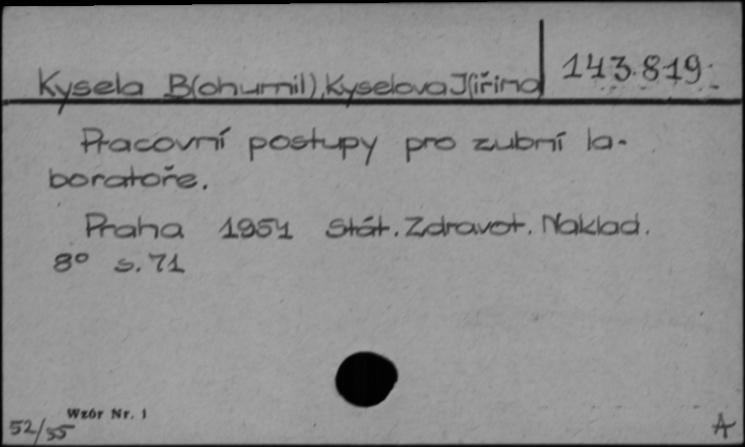 Kysela B(ohumil), Kyselova J(iřina
143.819
Pracovní postupy pro zubní la-
boratoře.
Praha 1951 Stát. Zdravot. Naklad.
8° s. 71
Wzór Nr. 1
52/55
A